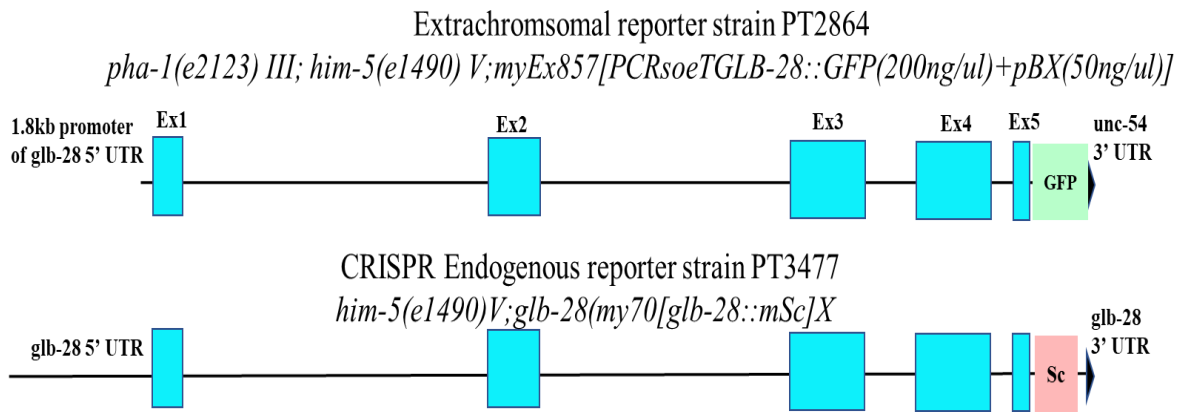 Extrachromsomal reporter strain PT2864
pha-1(e2123) III; him-5(e1490) V;myEx857[PCRsoeTGLB-28::GFP(200ng/ul)+pBX(50ng/ul)]
1.8kb promoter
of glb-28 5’ UTR
Ex1
Ex2
Ex3
Ex4
Ex5
unc-54
3’ UTR
GFP
CRISPR Endogenous reporter strain PT3477
him-5(e1490)V;glb-28(my70[glb-28::mSc]X
glb-28 5’ UTR
glb-28
3’ UTR
Sc